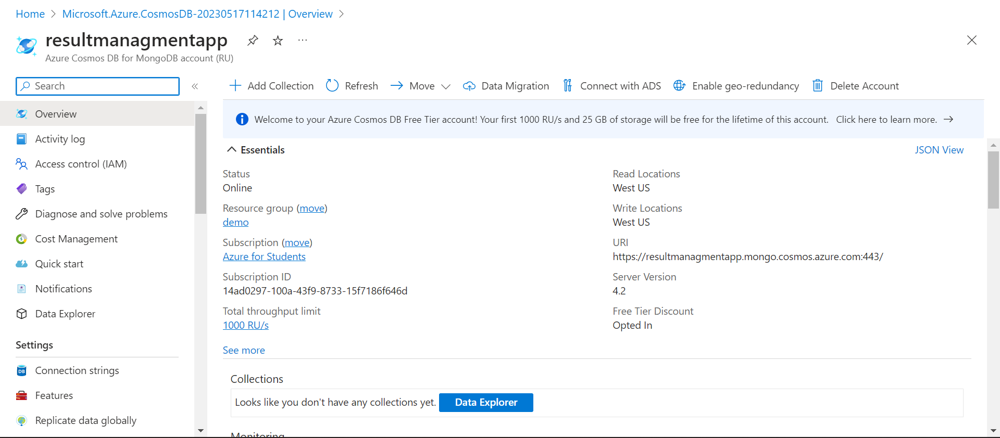 Home > Microsoft.Azure.CosmosDB-20230517114212 | Overview >
resultmanagmentapp
Azure Cosmos DB for MongoDB account (RU)
Search
Add Collection Refresh Move Data Migration Connect with ADS Enable geo-redundancy Delete Account
Overview
Activity log
Access control (IAM)
Tags
Diagnose and solve problems
Cost Management
Quick start
Notifications
Data Explorer
Settings
Connection strings
Features
Replicate data globally
Welcome to your Azure Cosmos DB Free Tier account! Your first 1000 RU/s and 25 GB of storage will be free for the lifetime of this account. Click here to learn more. →
Essentials
JSON View
Status
Online
Resource group (move)
demo
Subscription (move)
Azure for Students
Subscription ID
14ad0297-100a-43f9-8733-15f7186f646d
Total throughput limit
1000 RU/s
See more
Read Locations
West US
Write Locations
West US
URI
https://resultmanagmentapp.mongo.cosmos.azure.com:443/
Server Version
4.2
Free Tier Discount
Opted In
Collections
Looks like you don't have any collections yet. Data Explorer
Monitoring